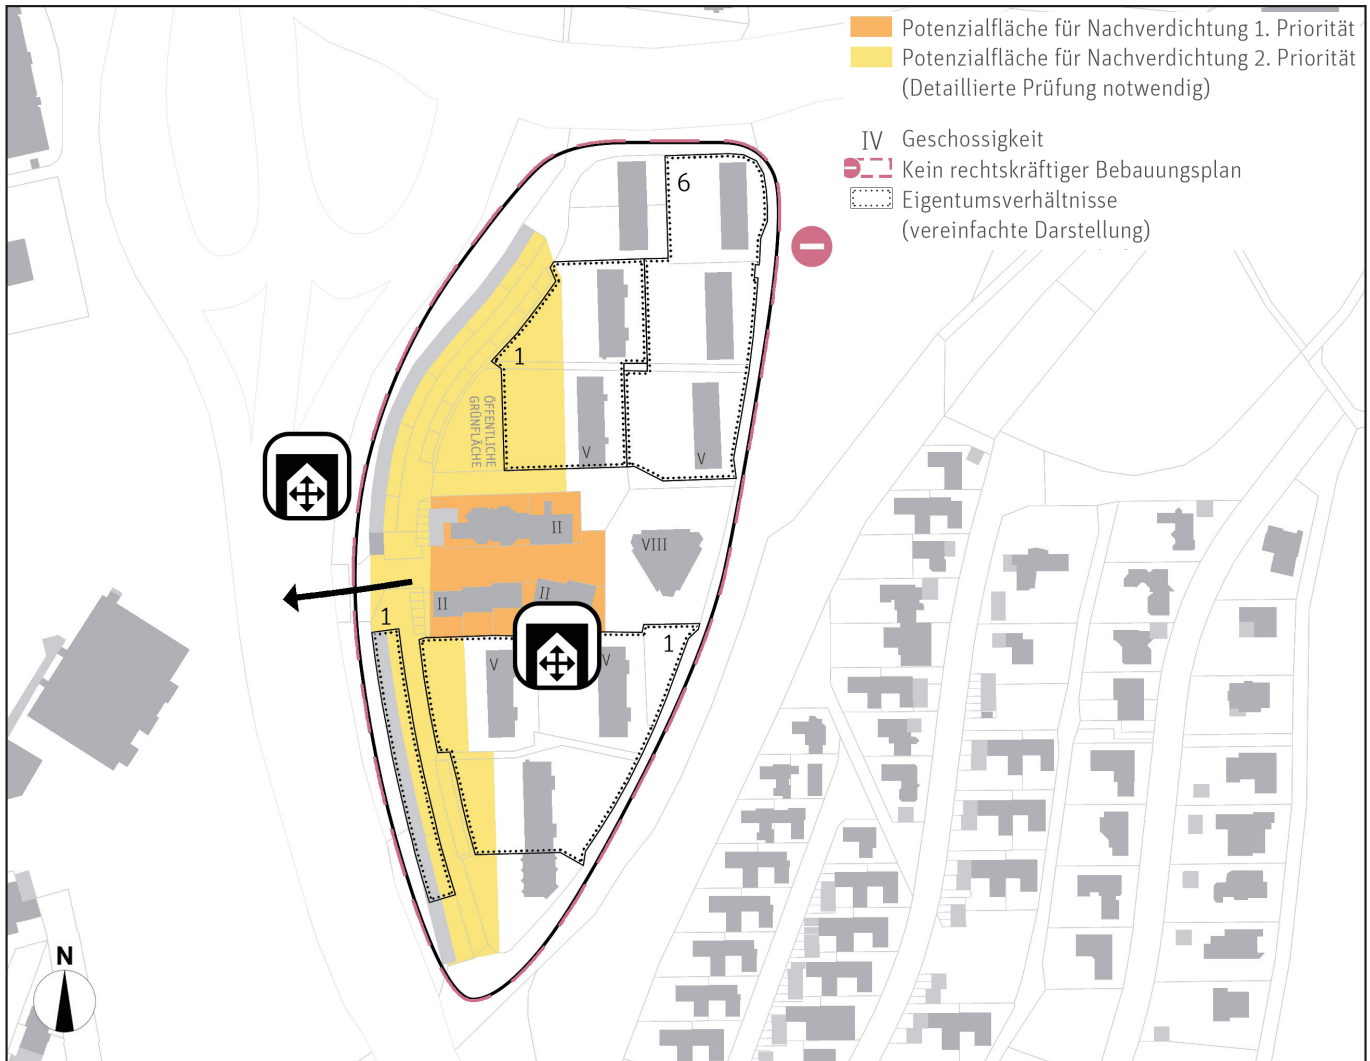 Potenzialfläche für Nachverdichtung 1. Priorität
Potenzialfläche für Nachverdichtung 2. Priorität
(Detaillierte Prüfung notwendig)
IV Geschossigkeit
Kein rechtskräftiger Bebauungsplan
Eigentumsverhältnisse
(vereinfachte Darstellung)
6
1
ÖFFENTLICHE
GRÜNFLÄCHE
V
V
II
VIII
II
II
1
1
V
V
N